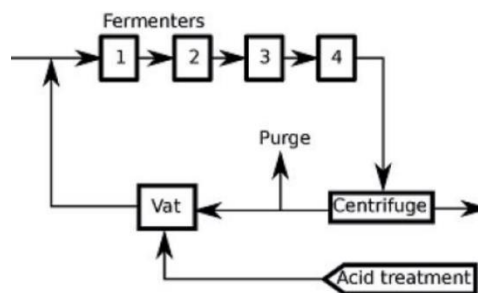 Fermenters
1
2
3
4
Purge
Vat
Centrifuge
Acid treatment